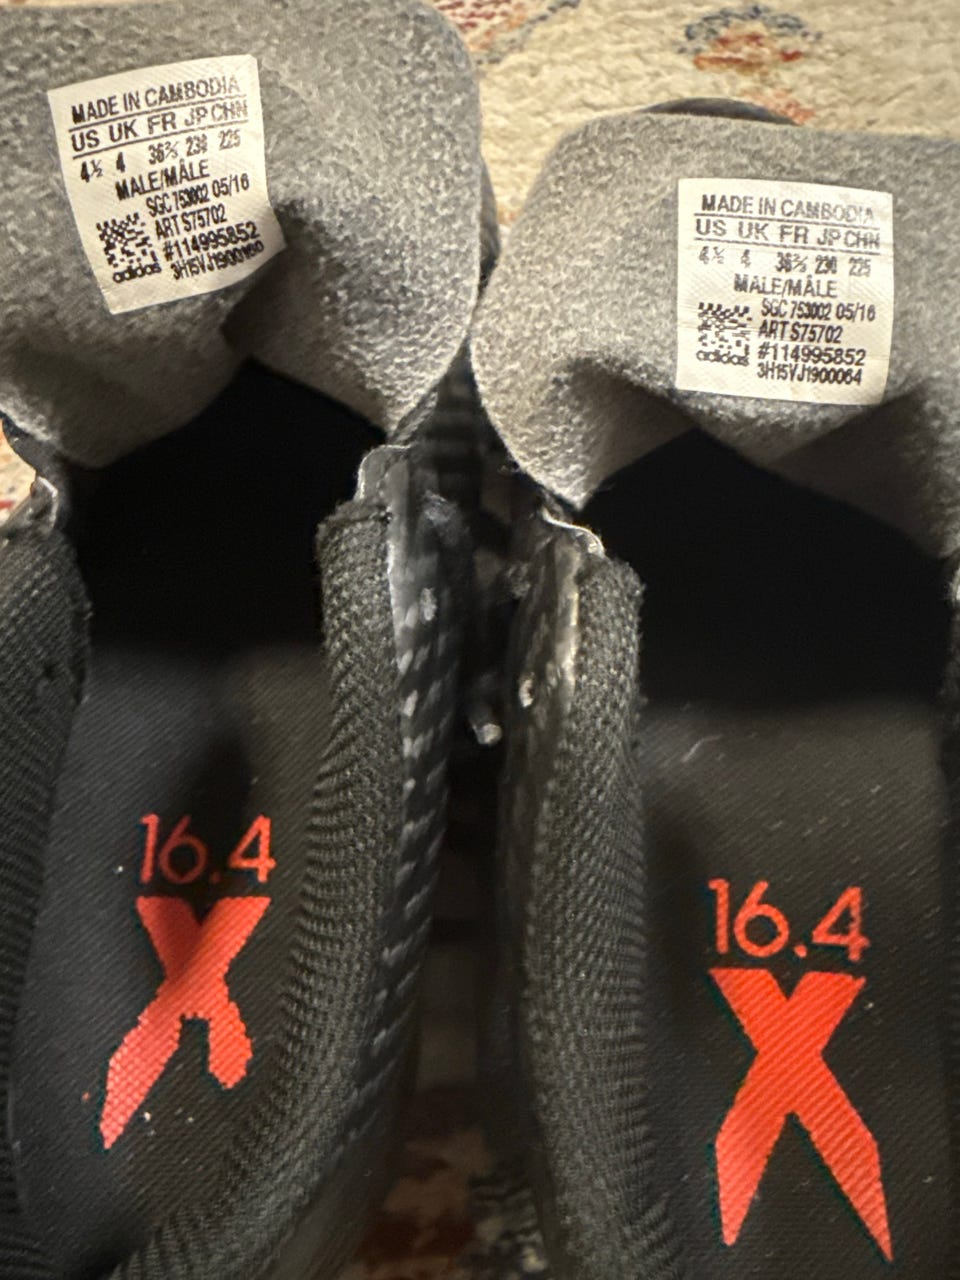 MADE IN CAMBODIA
US UK FR JP CHN
4½ 4 36⅔ 230 225
MALE/MÂLE
SGC 753002 05/16
ART S75702
#114995852
adidas
MADE IN CAMBODIA
US UK FR JP CHN
4½ 4 36⅔ 230 225
MALE/MÂLE
SGC 753002 05/16
ART S75702
#114995852
adidas 3H15VJ1900064
16.4
X
16.4
X